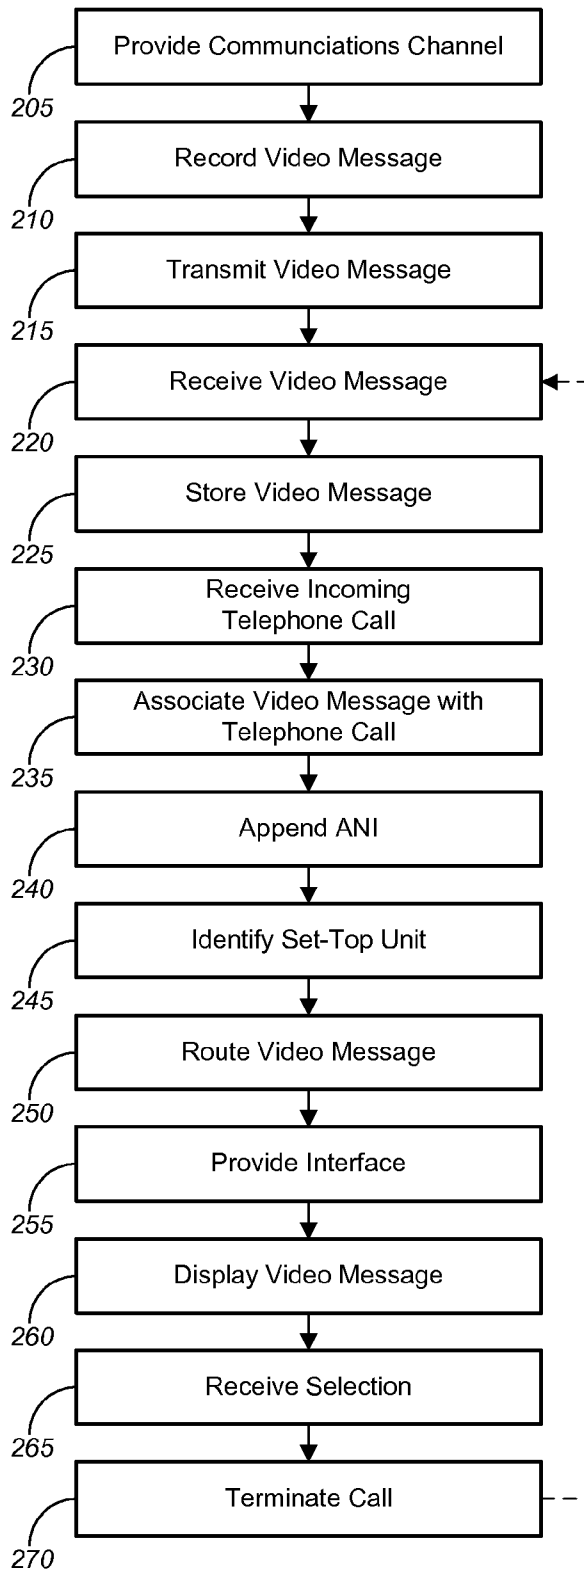 Provide Communciations Channel
205
Record Video Message
210
Transmit Video Message
215
Receive Video Message
220
Store Video Message
225
Receive Incoming
Telephone Call
230
Associate Video Message with
Telephone Call
235
Append ANI
240
Identify Set-Top Unit
245
Route Video Message
250
Provide Interface
255
Display Video Message
260
Receive Selection
265
Terminate Call
270